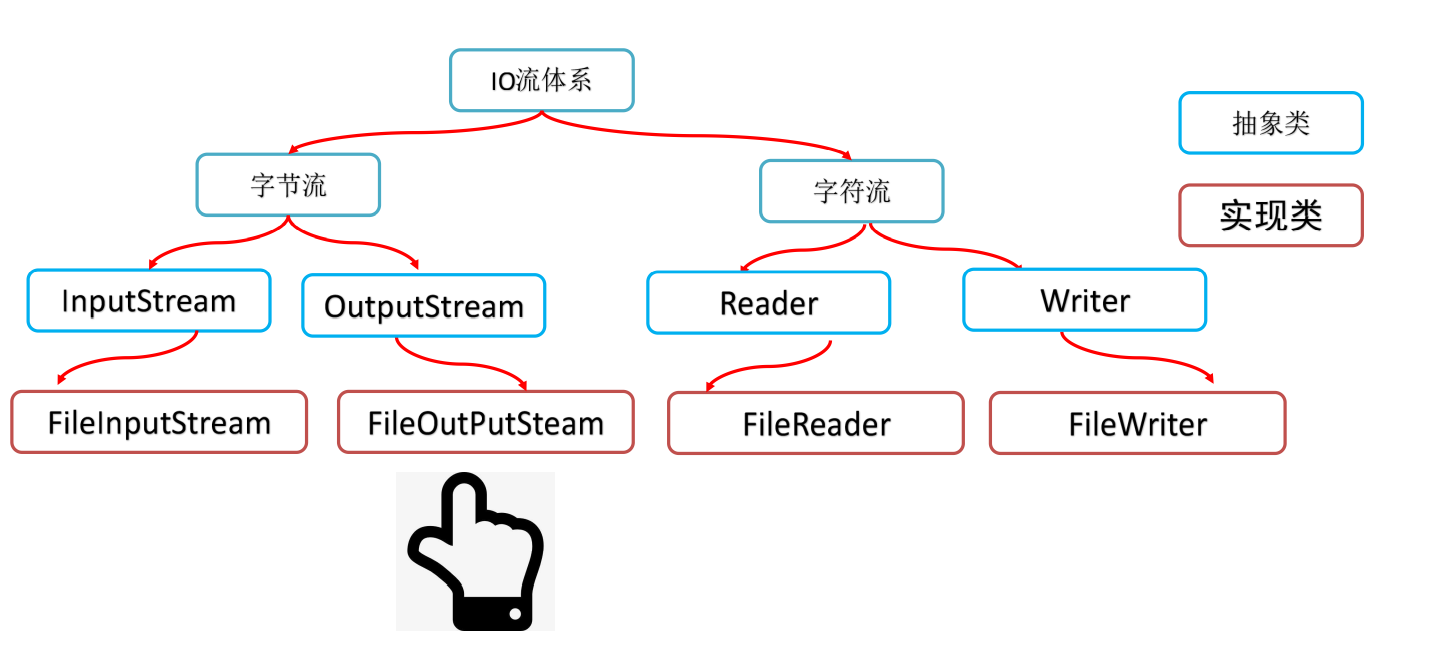 IO流体系
抽象类
字节流
字符流
实现类
InputStream
OutputStream
Reader
Writer
FileInputStream
FileOutPutSteam
FileReader
FileWriter